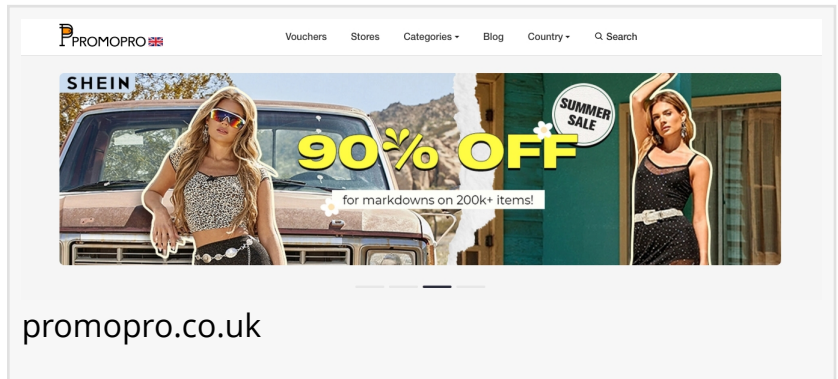 PROMOPRO
Vouchers Stores Categories Blog Country Search
SHEIN
SUMMER
SALE
90% OFF
for markdowns on 200k+ items!
promopro.co.uk